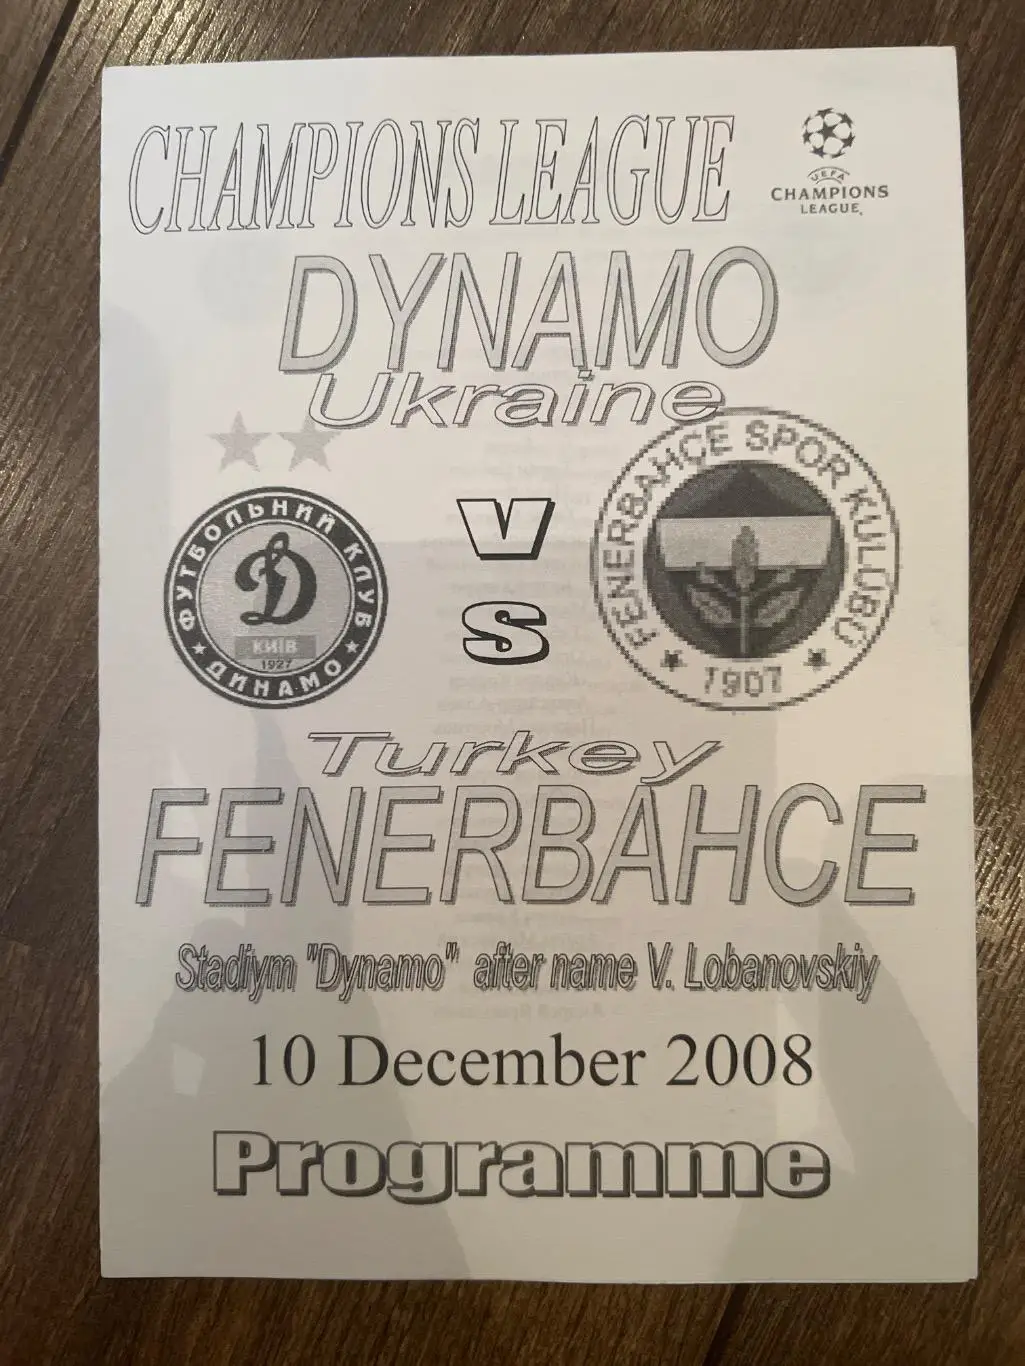 CHAMPIONS LEAGUE
UEFA
CHAMPIONS
LEAGUE
DYNAMO
Ukraine
ФУТБОЛЬНИЙ КЛУБ
Д
КИЇВ
1927
ДИНАМО
V
S
FENERBAHÇE SPOR KULÜBÜ
1907
Turkey
FENERBAHCE
Stadiym "Dynamo" after name V. Lobanovskiy
10 December 2008
Programme